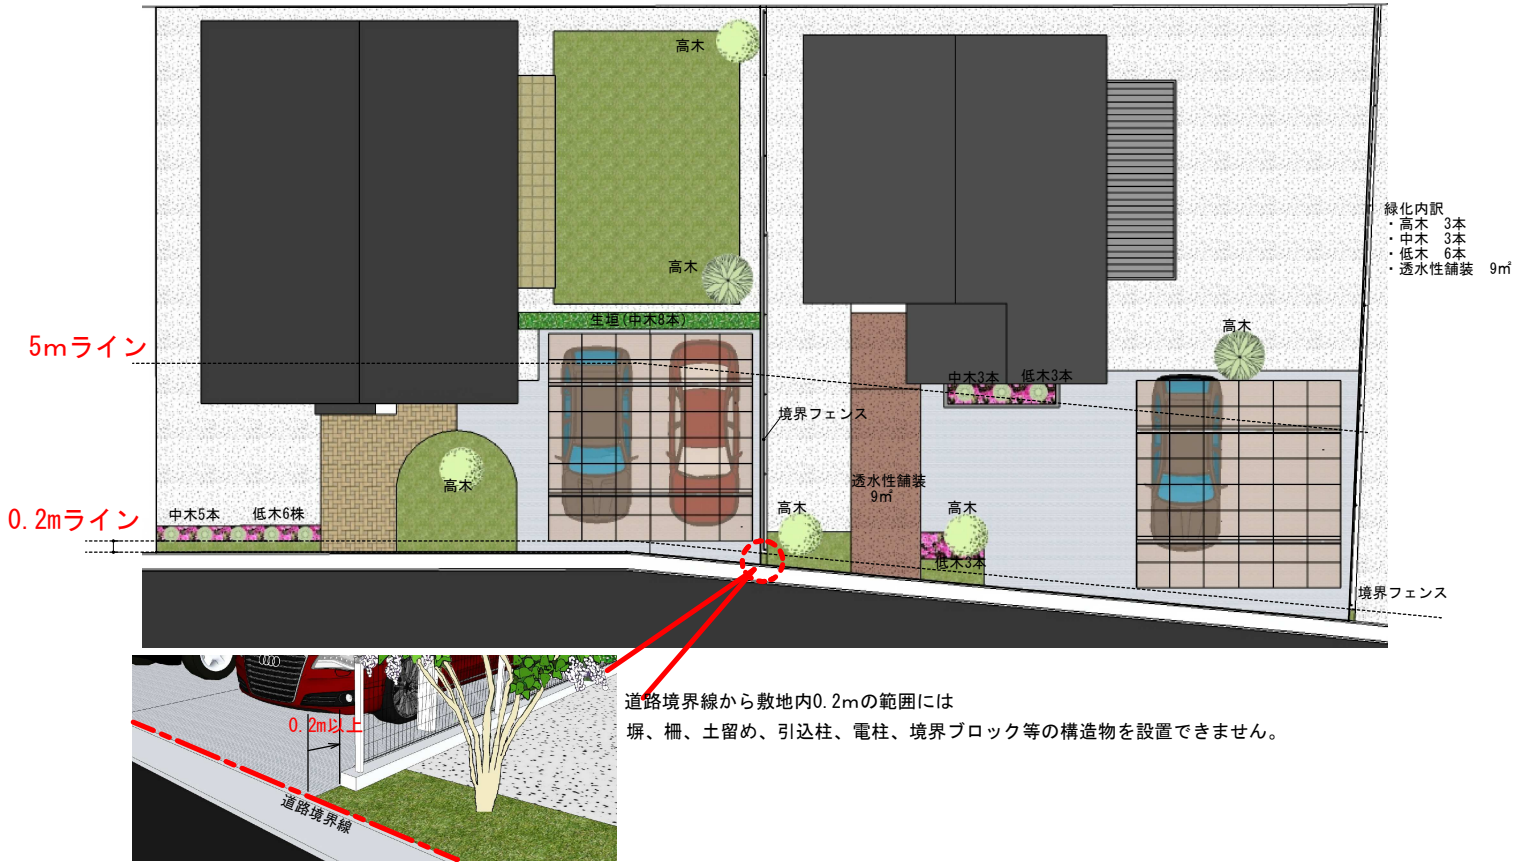 高木
高木
生垣(中木8本)
5mライン
0.2mライン
中木5本 低木6株
高木
境界フェンス
緑化内訳
・高木 3本
・中木 3本
・低木 6本
・透水性舗装 9㎡
高木
中木3本 低木3本
透水性舗装
9㎡
高木
高木
低木3本
境界フェンス
0.2m以上
道路境界線
道路境界線から敷地内0.2mの範囲には
塀、柵、土留め、引込柱、電柱、境界ブロック等の構造物を設置できません。